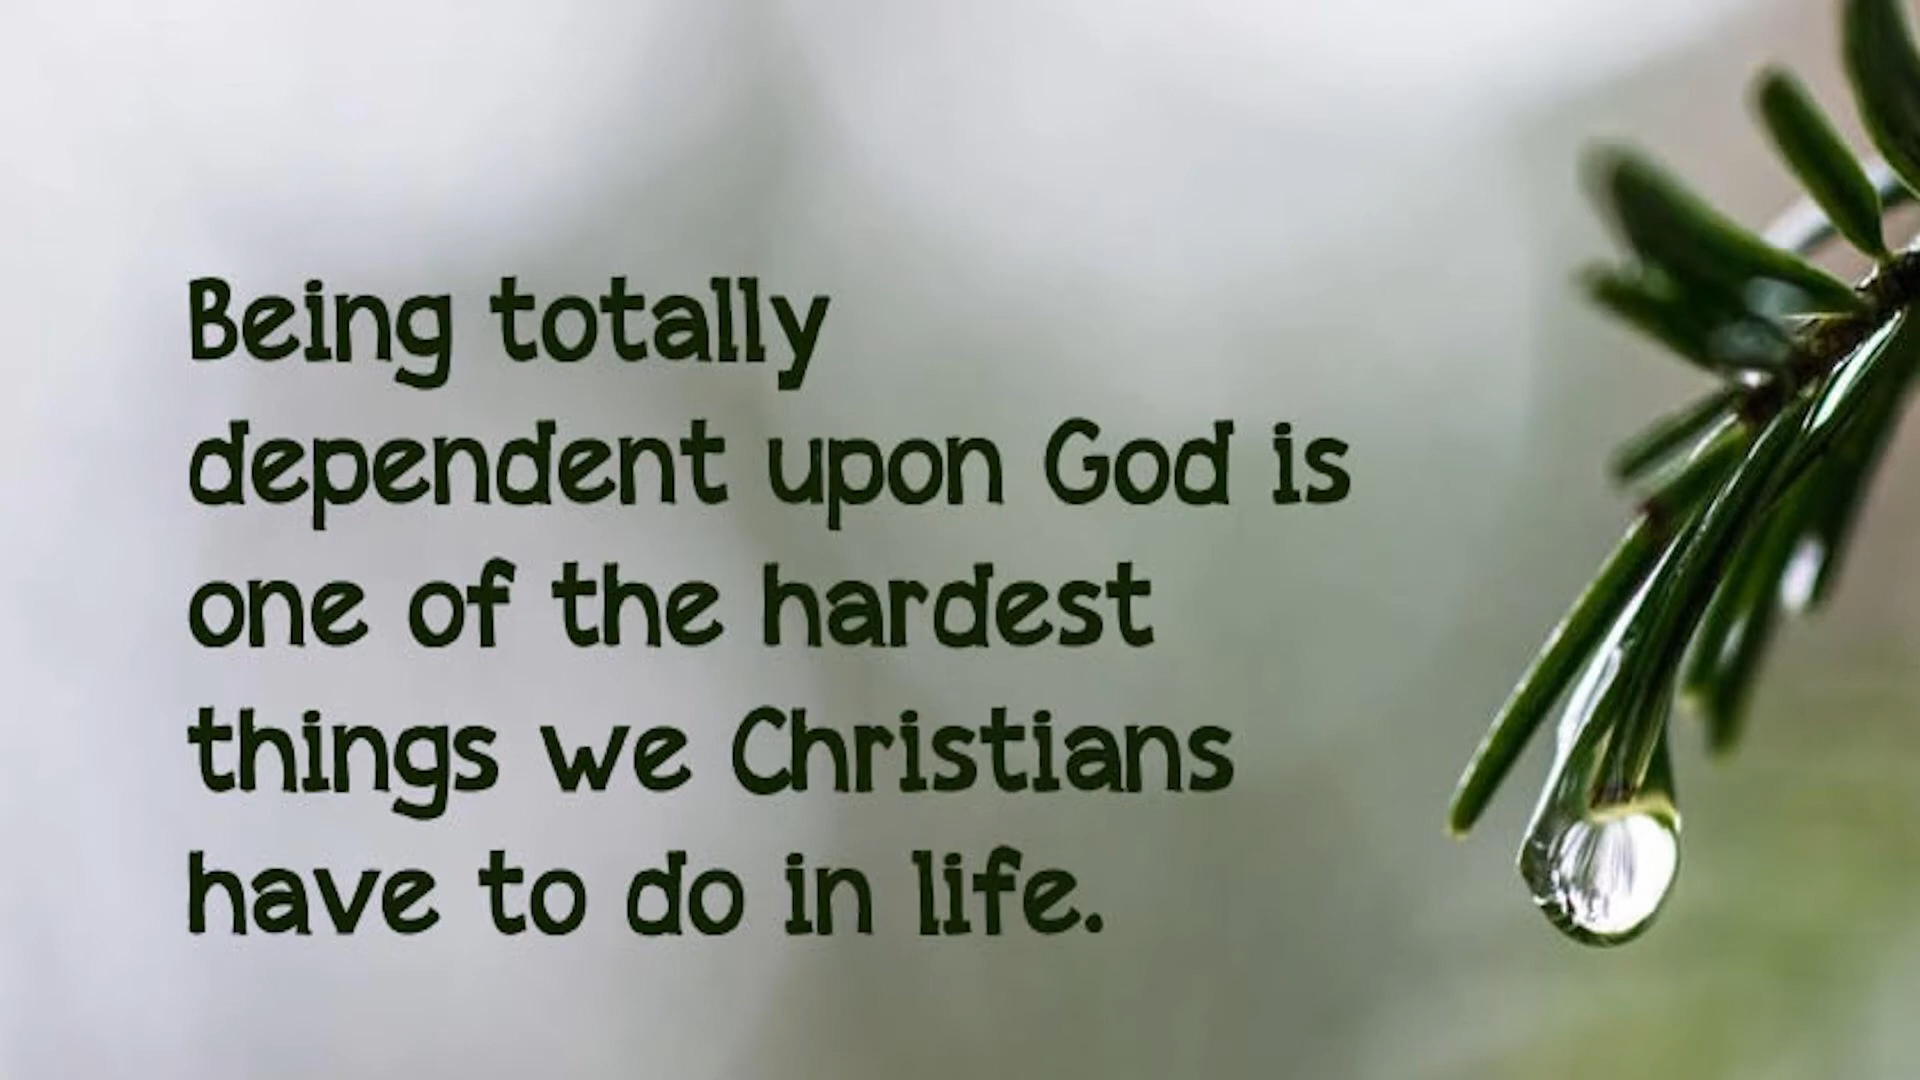 Being totally
dependent upon God is
one of the hardest
things we Christians
have to do in life.